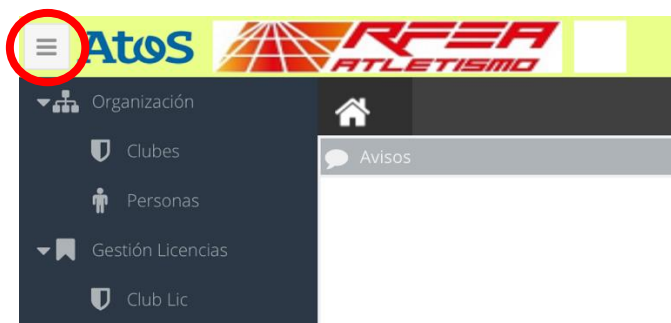 Atos RFEA
ATLETISMO
Organización
Clubes
Avisos
Personas
Gestión Licencias
Club Lic